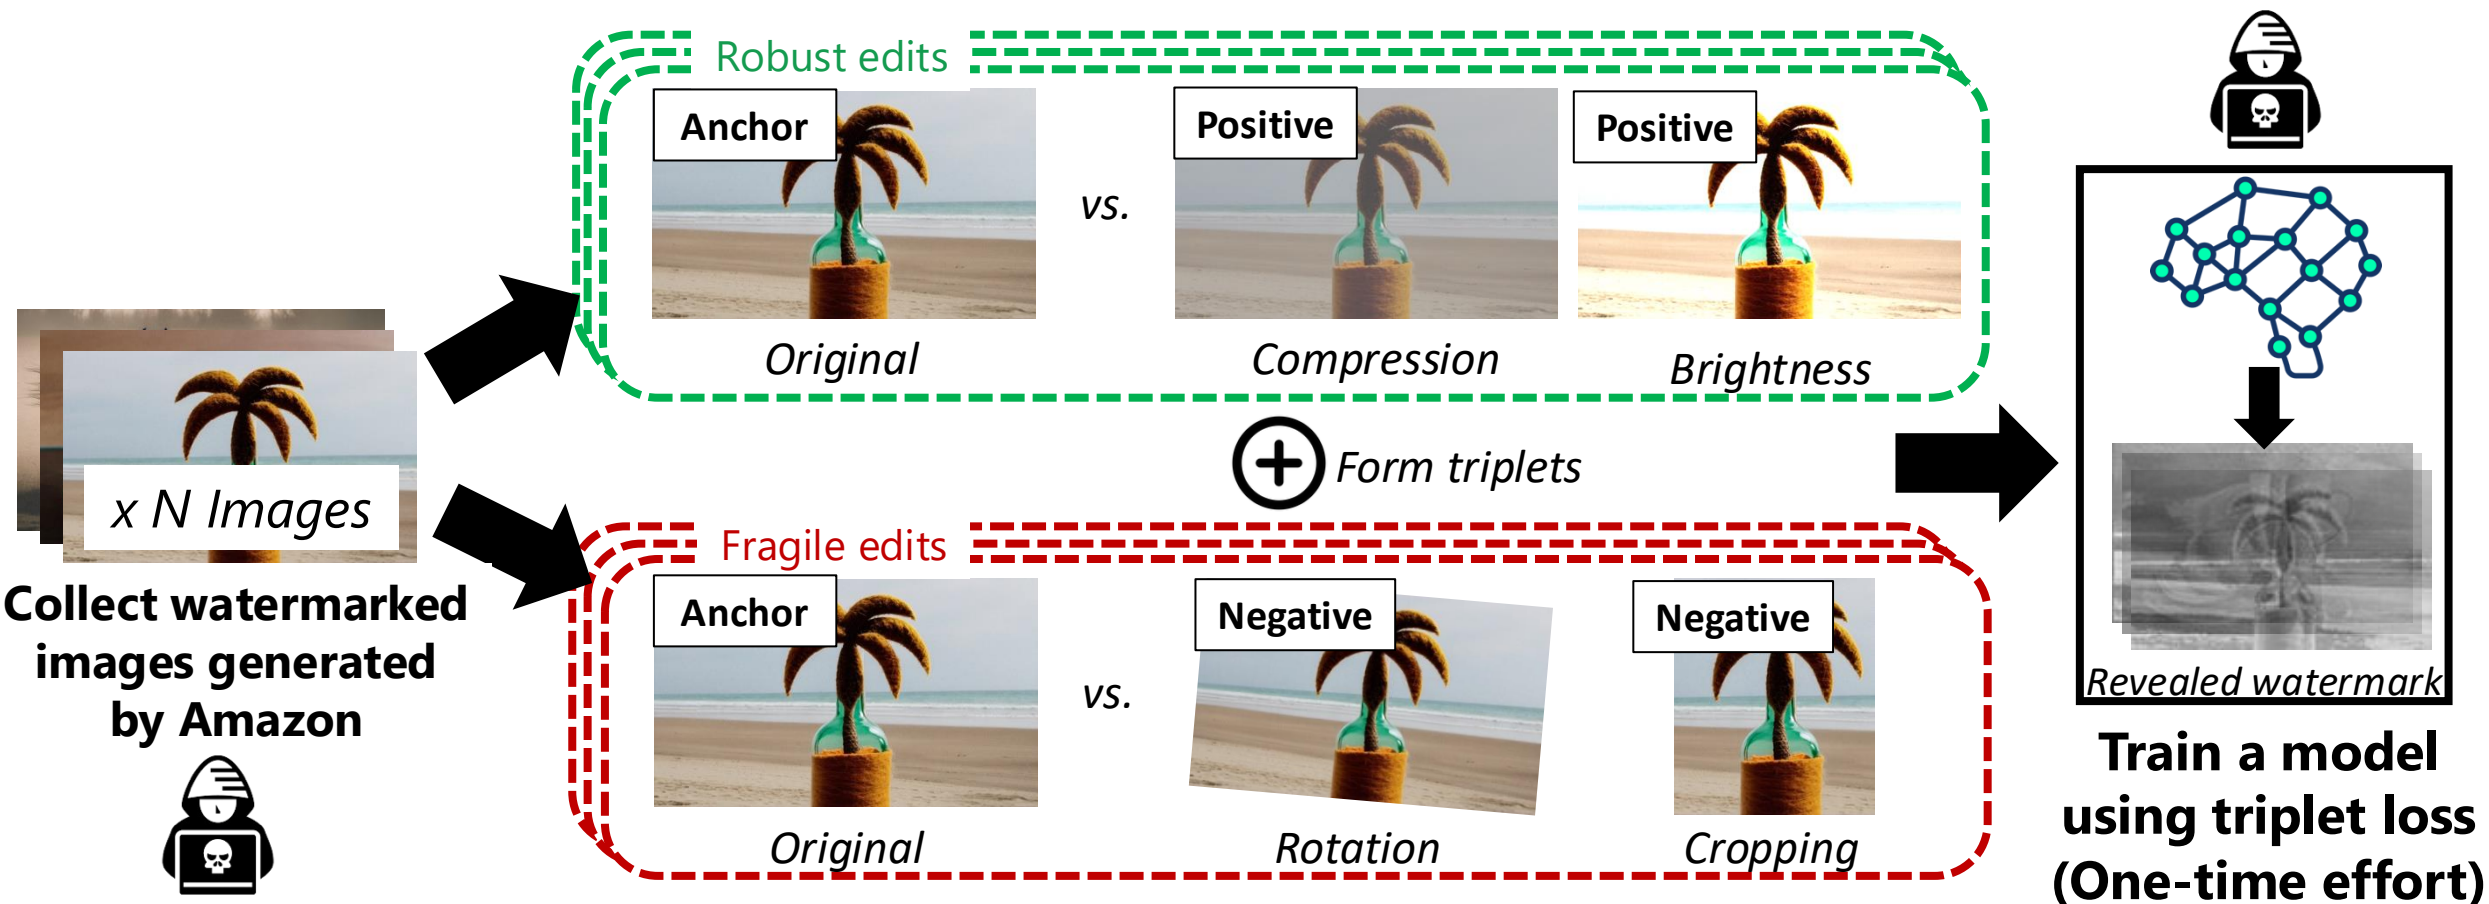 x N Images
Collect watermarked
images generated
by Amazon
Robust edits
Anchor
Positive
Positive
vs.
Original
Compression
Brightness
Form triplets
Fragile edits
Anchor
Negative
Negative
vs.
Original
Rotation
Cropping
Revealed watermark
Train a model
using triplet loss
(One-time effort)